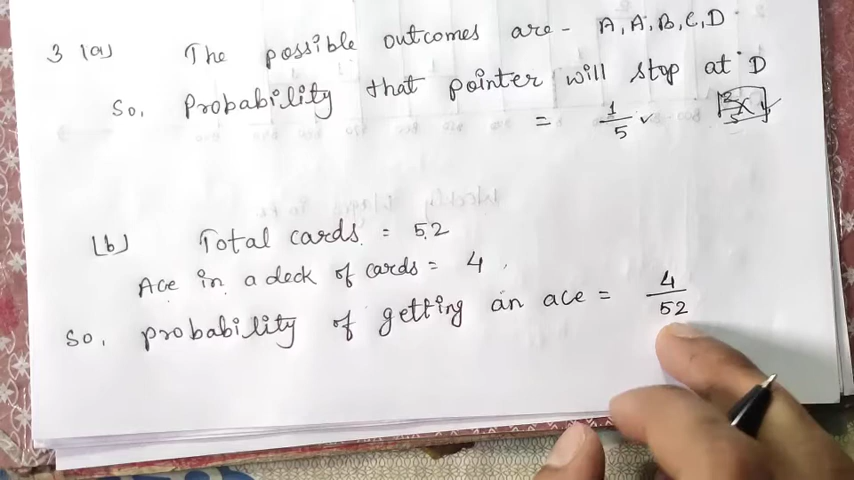 3 (a) The possible outcomes are - A, A, B, C, D
So, Probability that pointer will stop at D
= 1/5
(b) Total cards = 52
Ace in a deck of cards = 4
So, probability of getting an ace = 4/52